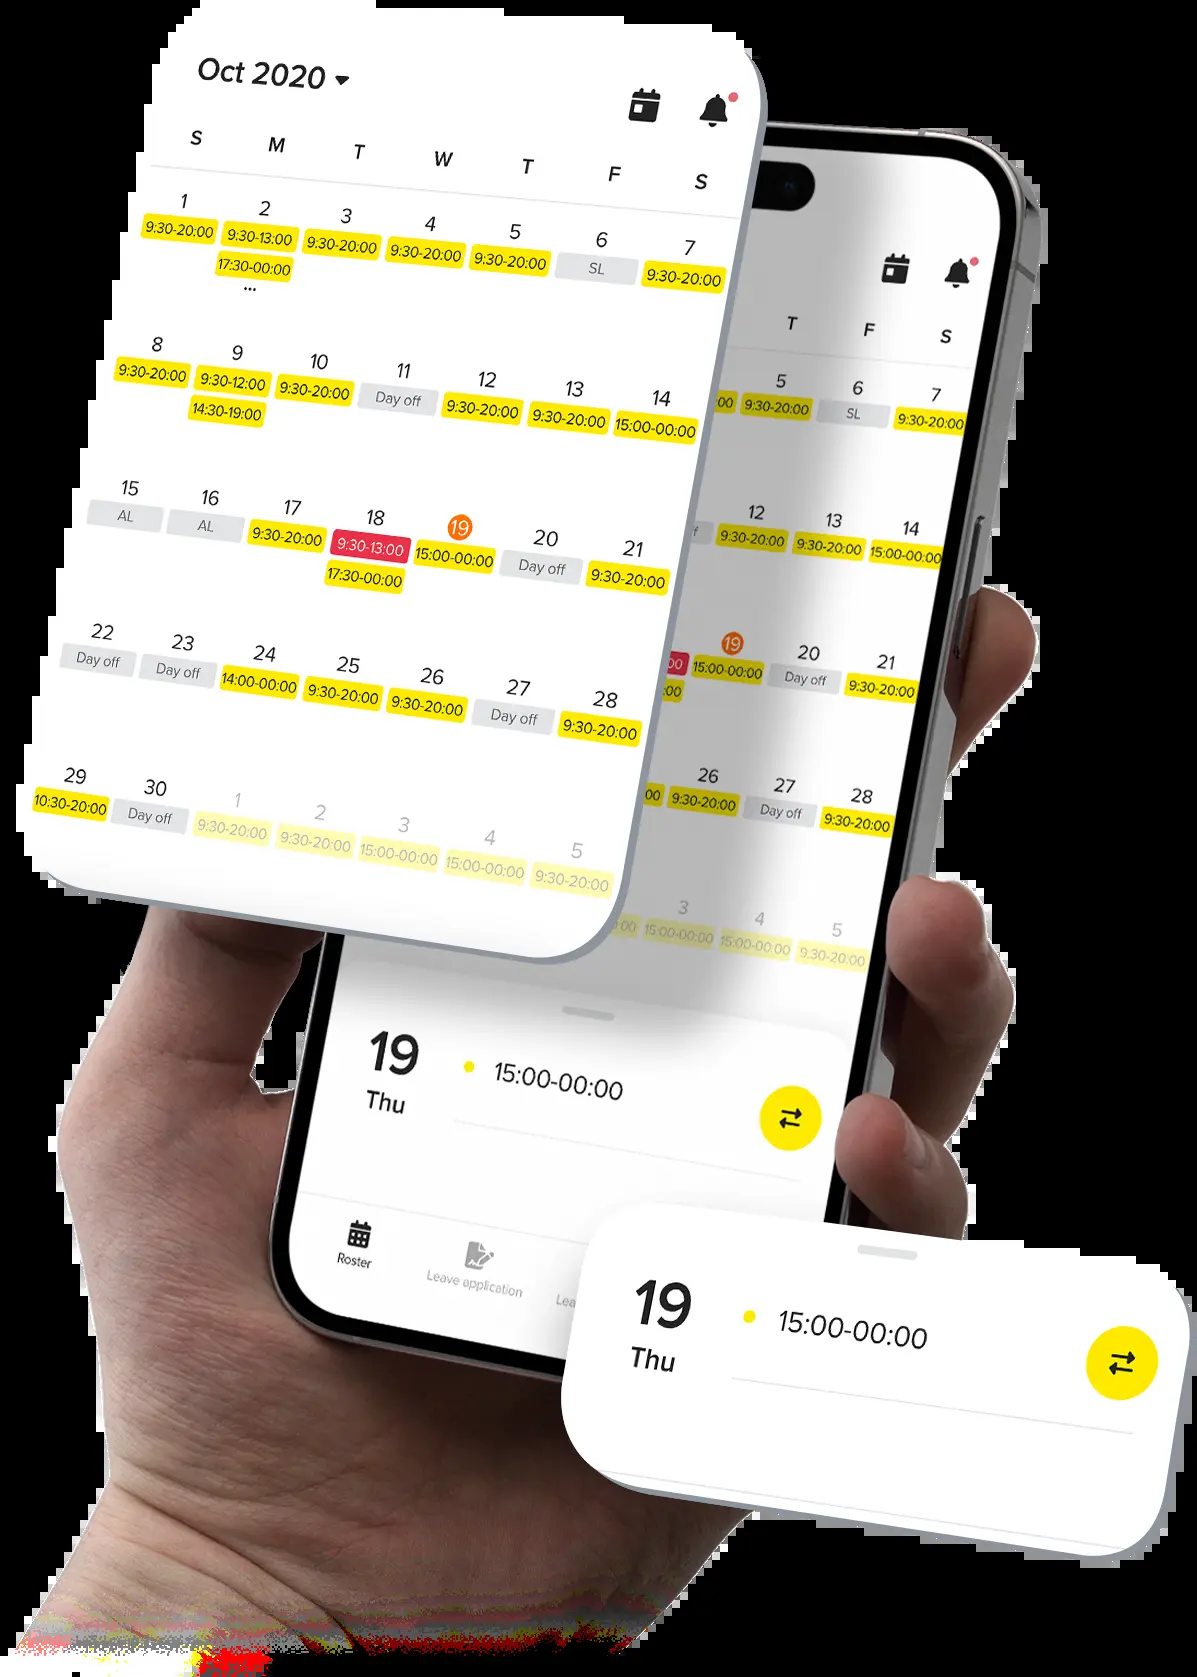 Oct 2020
S M T W T F S
1 2 3 4 5 6 7
9:30-20:00 9:30-13:00 9:30-20:00 9:30-20:00 9:30-20:00 SL 9:30-20:00
17:30-00:00
...
8 9 10 11 12 13 14
9:30-20:00 9:30-12:00 9:30-20:00 Day off 9:30-20:00 9:30-20:00 15:00-00:00
14:30-19:00
15 16 17 18 19 20 21
AL AL 9:30-20:00 9:30-13:00 15:00-00:00 Day off 9:30-20:00
17:30-00:00
22 23 24 25 26 27 28
Day off Day off 14:00-00:00 9:30-20:00 9:30-20:00 Day off 9:30-20:00
29 30 1 2 3 4 5
10:30-20:00 Day off 9:30-20:00 9:30-20:00 15:00-00:00 15:00-00:00 9:30-20:00
T F S
5 6 7
:00 9:30-20:00 SL 9:30-20:00
12 13 14
f 9:30-20:00 9:30-20:00 15:00-00:00
19 20 21
:00 15:00-00:00 Day off 9:30-20:00
:00
26 27 28
00 9:30-20:00 Day off 9:30-20:00
3 4 5
:00 15:00-00:00 15:00-00:00 9:30-20:00
19 15:00-00:00
Thu
Roster Leave application Lea
19 15:00-00:00
Thu